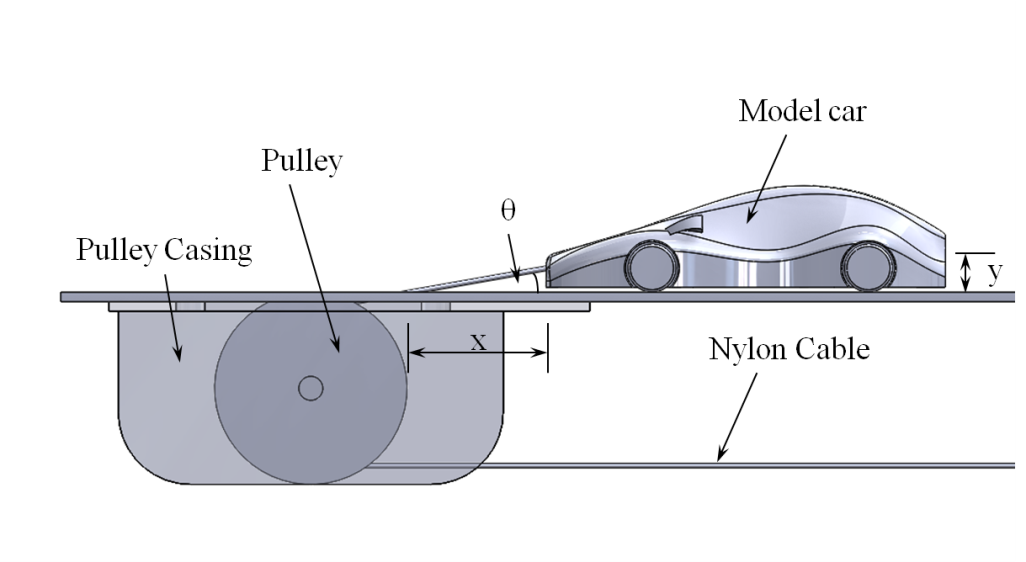 Model car
Pulley
θ
Pulley Casing
y
x
Nylon Cable